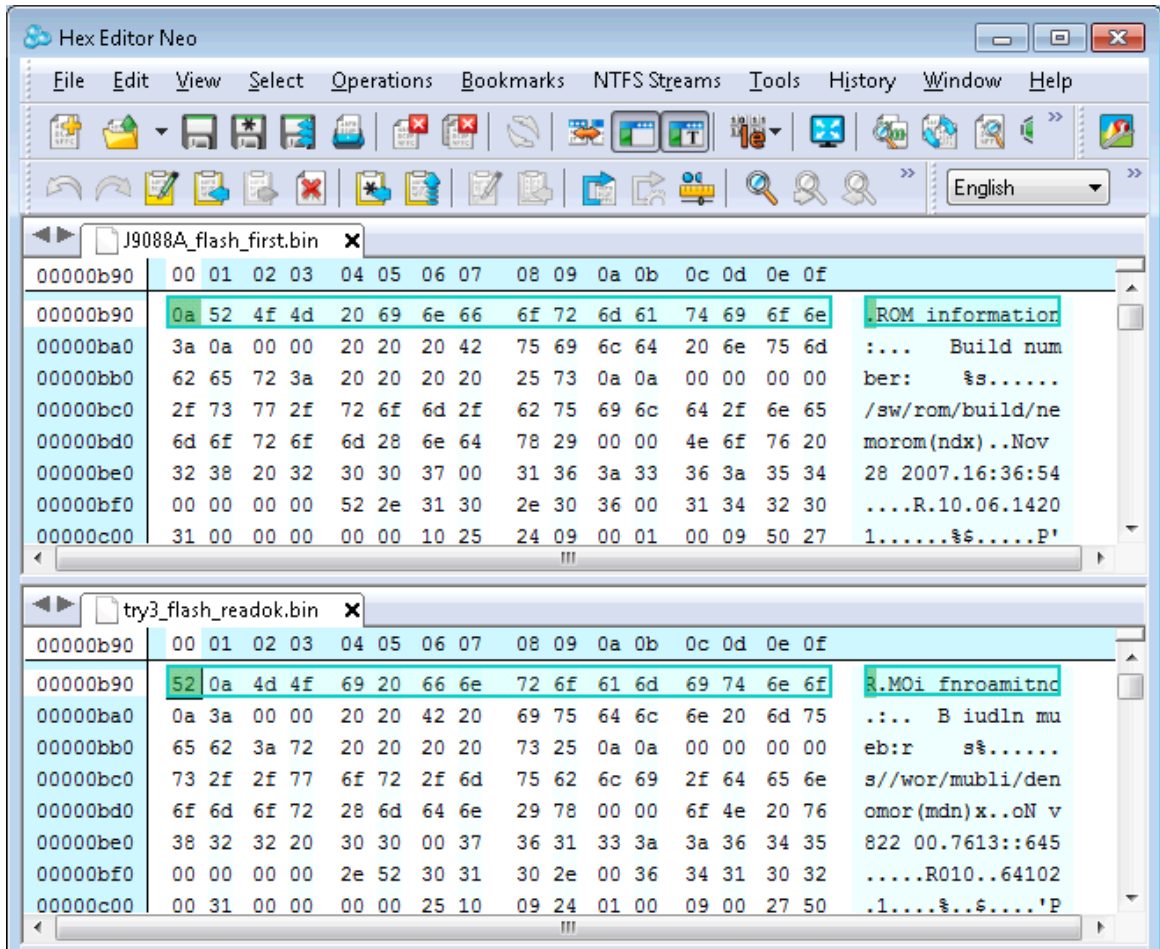 Hex Editor Neo
File Edit View Select Operations Bookmarks NTFS Streams Tools History Window Help
English
J9088A_flash_first.bin
00000b90 00 01 02 03 04 05 06 07 08 09 0a 0b 0c 0d 0e 0f
00000b90 0a 52 4f 4d 20 69 6e 66 6f 72 6d 61 74 69 6f 6e .ROM information
00000ba0 3a 0a 00 00 20 20 20 42 75 69 6c 64 20 6e 75 6d :... Build num
00000bb0 62 65 72 3a 20 20 20 20 25 73 0a 0a 00 00 00 00 ber: %s......
00000bc0 2f 73 77 2f 72 6f 6d 2f 62 75 69 6c 64 2f 6e 65 /sw/rom/build/ne
00000bd0 6d 6f 72 6f 6d 28 6e 64 78 29 00 00 4e 6f 76 20 morom(ndx)..Nov
00000be0 32 38 20 32 30 30 37 00 31 36 3a 33 36 3a 35 34 28 2007.16:36:54
00000bf0 00 00 00 00 52 2e 31 30 2e 30 36 00 31 34 32 30 ....R.10.06.1420
00000c00 31 00 00 00 00 00 10 25 24 09 00 01 00 09 50 27 1......%$.....P'
try3_flash_readok.bin
00000b90 00 01 02 03 04 05 06 07 08 09 0a 0b 0c 0d 0e 0f
00000b90 52 0a 4d 4f 69 20 66 6e 72 6f 61 6d 69 74 6e 6f R.MOi fnroamitno
00000ba0 0a 3a 00 00 20 20 42 20 69 75 64 6c 6e 20 6d 75 .:.. B iudln mu
00000bb0 65 62 3a 72 20 20 20 20 73 25 0a 0a 00 00 00 00 eb:r s%......
00000bc0 73 2f 2f 77 6f 72 2f 6d 75 62 6c 69 2f 64 65 6e s//wor/mubli/den
00000bd0 6f 6d 6f 72 28 6d 64 6e 29 78 00 00 6f 4e 20 76 omor(mdn)x..oN v
00000be0 38 32 32 20 30 30 00 37 36 31 33 3a 3a 36 34 35 822 00.7613::645
00000bf0 00 00 00 00 2e 52 30 31 30 2e 00 36 34 31 30 32 .....R010..64102
00000c00 00 31 00 00 00 00 25 10 09 24 01 00 09 00 27 50 .1....%..$....'P